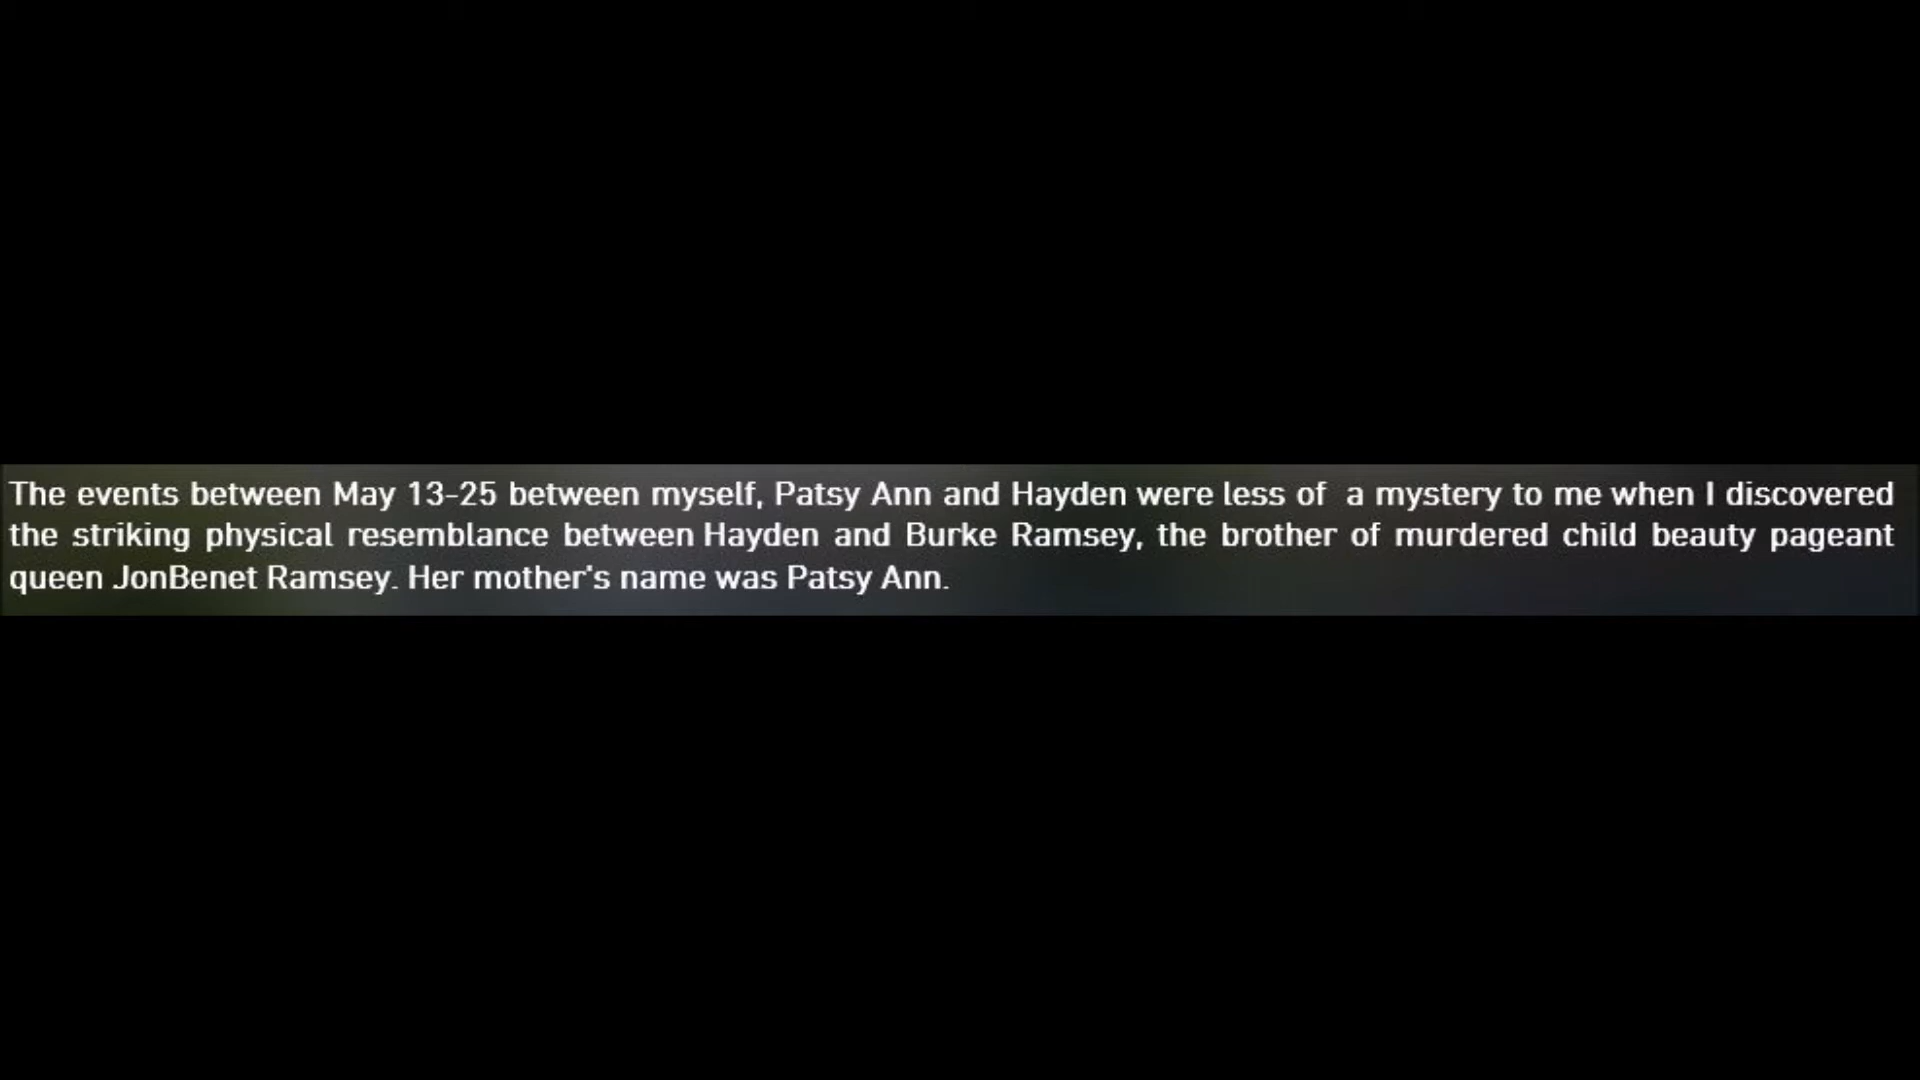 The events between May 13-25 between myself, Patsy Ann and Hayden were less of  a mystery to me when I discovered
the striking physical resemblance between Hayden and Burke Ramsey, the brother of murdered child beauty pageant
queen JonBenet Ramsey. Her mother's name was Patsy Ann.